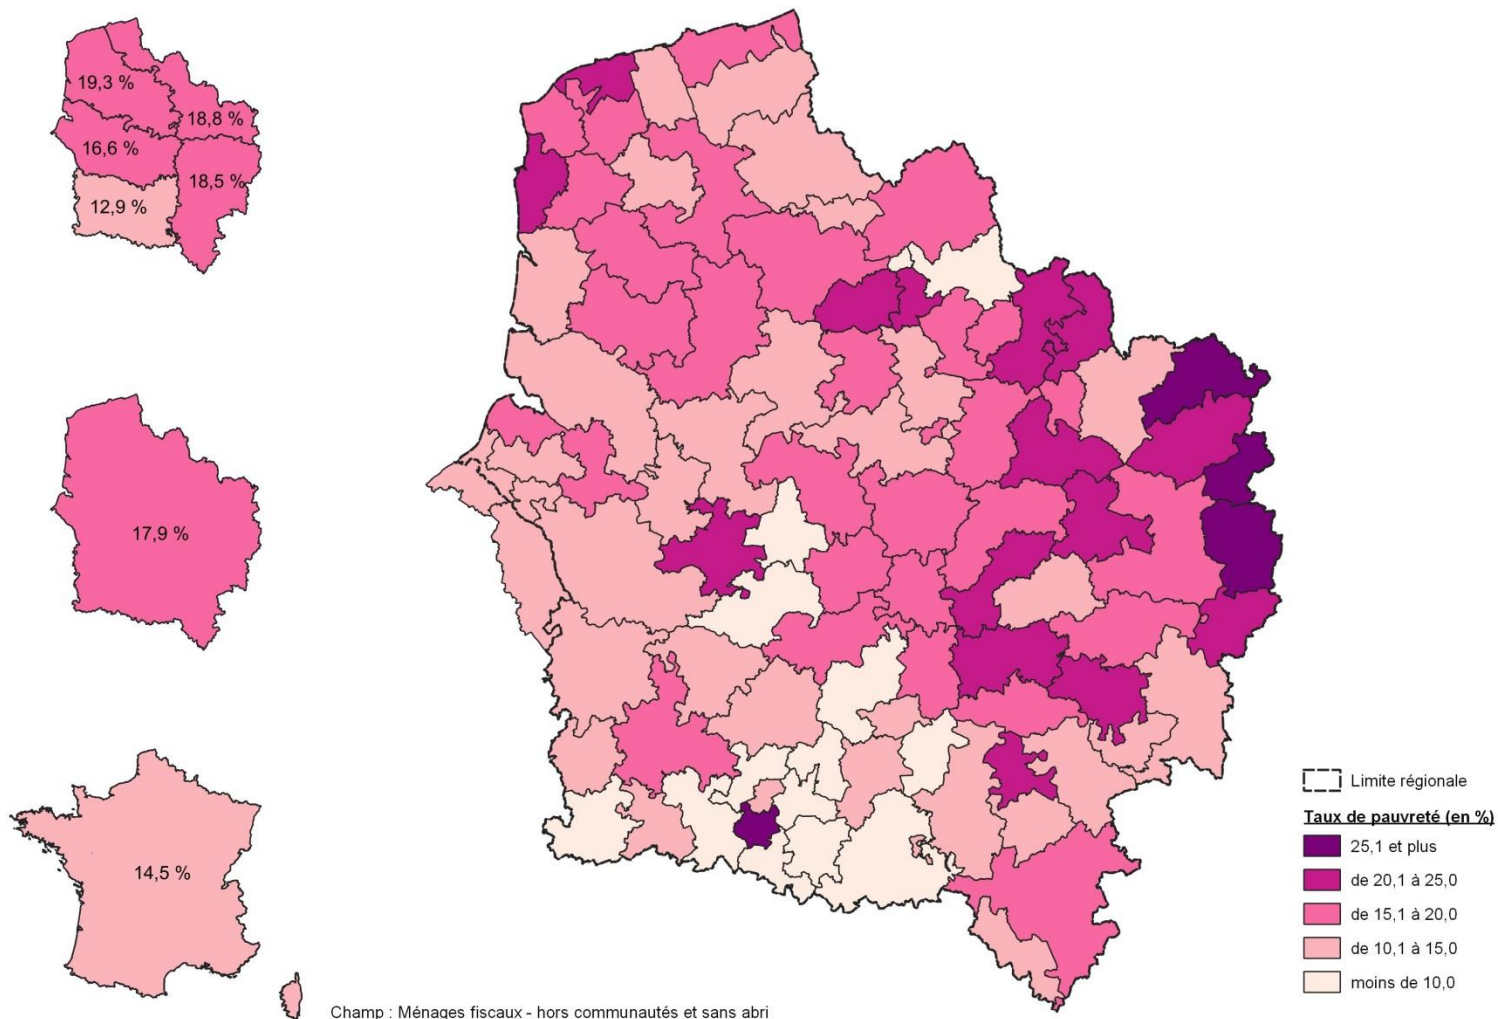 19,3 %
18,8 %
16,6 %
18,5 %
12,9 %
17,9 %
14,5 %
Limite régionale
Taux de pauvreté (en %)
25,1 et plus
de 20,1 à 25,0
de 15,1 à 20,0
de 10,1 à 15,0
moins de 10,0
Champ : Ménages fiscaux - hors communautés et sans abri